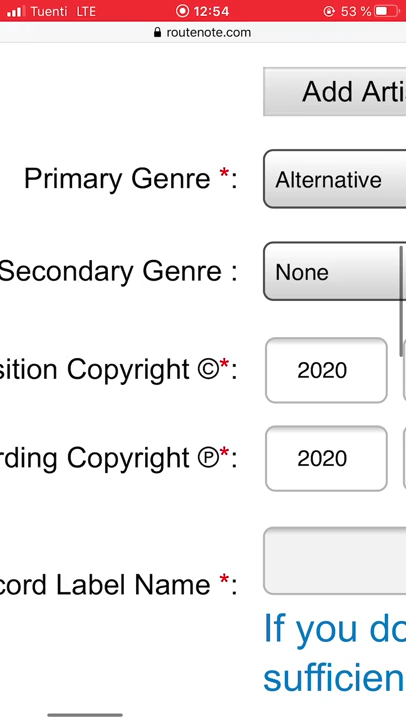 Tuenti LTE 12:54 53 %
routenote.com
Add Arti
Primary Genre *: Alternative
Secondary Genre : None
sition Copyright ©*: 2020
rding Copyright ℗*: 2020
cord Label Name *:
If you do
sufficien